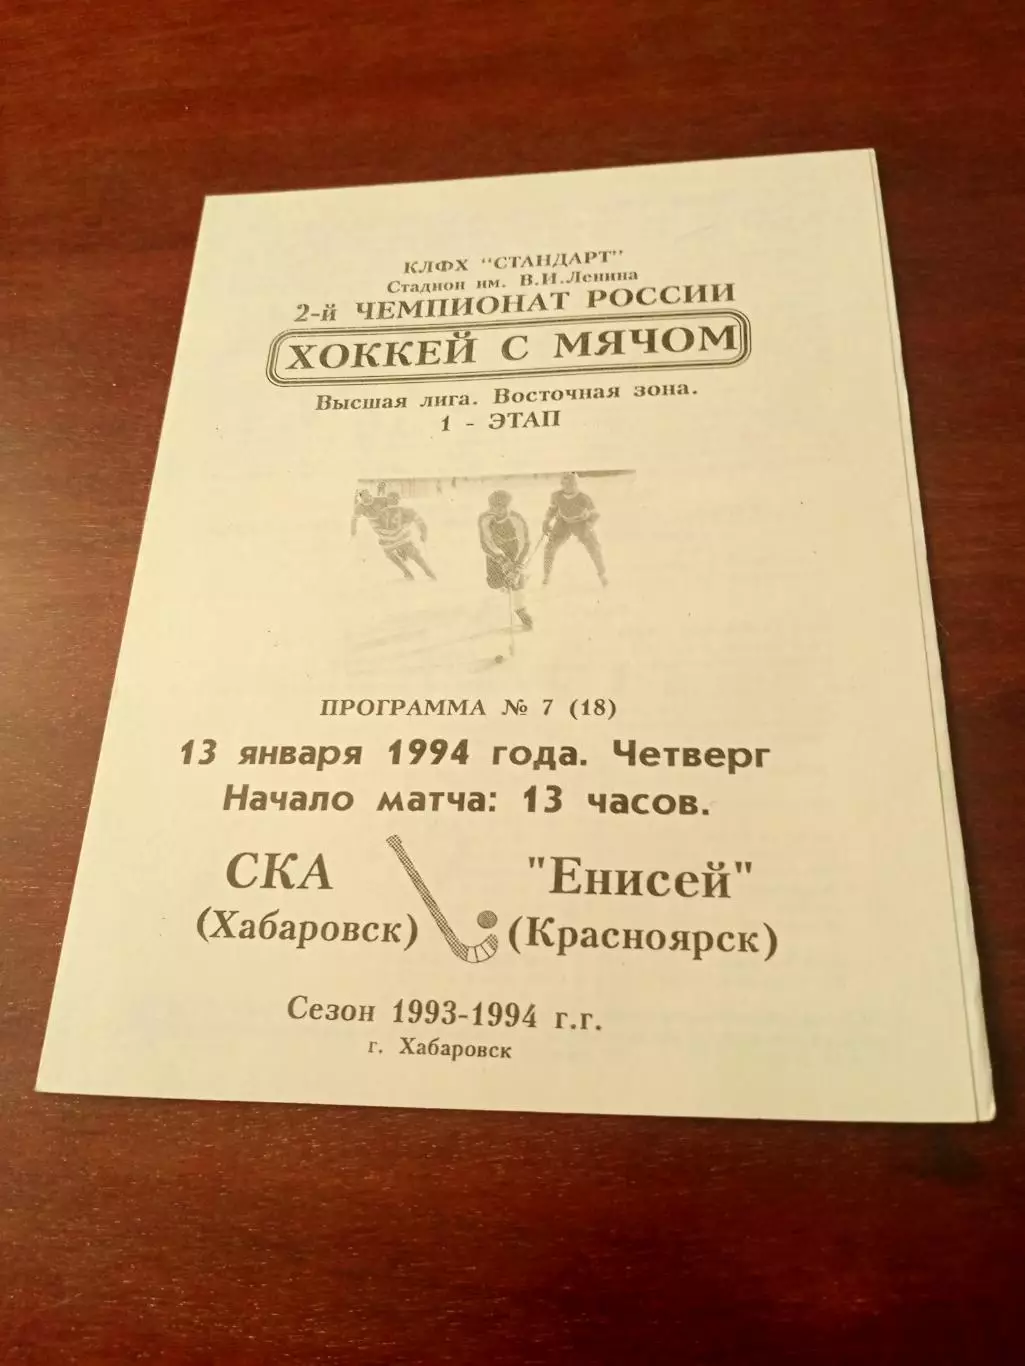 КЛФХ "СТАНДАРТ"
Стадион им. В.И.Ленина
2-й ЧЕМПИОНАТ РОССИИ
ХОККЕЙ С МЯЧОМ
Высшая лига. Восточная зона.
1 - ЭТАП
ПРОГРАММА № 7 (18)
13 января 1994 года. Четверг
Начало матча: 13 часов.
СКА "Енисей"
(Хабаровск) (Красноярск)
Сезон 1993-1994 г.г.
г. Хабаровск